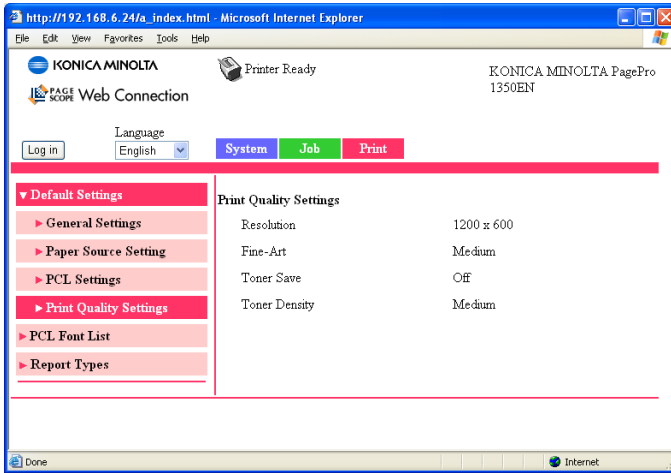 http://192.168.6.24/a_index.html - Microsoft Internet Explorer
File Edit View Favorites Tools Help
KONICA MINOLTA
Printer Ready
KONICA MINOLTA PagePro
1350EN
PAGE SCOPE Web Connection
Language
Log in
English
System Job Print
Default Settings
General Settings
Paper Source Setting
PCL Settings
Print Quality Settings
PCL Font List
Report Types
Print Quality Settings
Resolution 1200 x 600
Fine-Art Medium
Toner Save Off
Toner Density Medium
Done
Internet